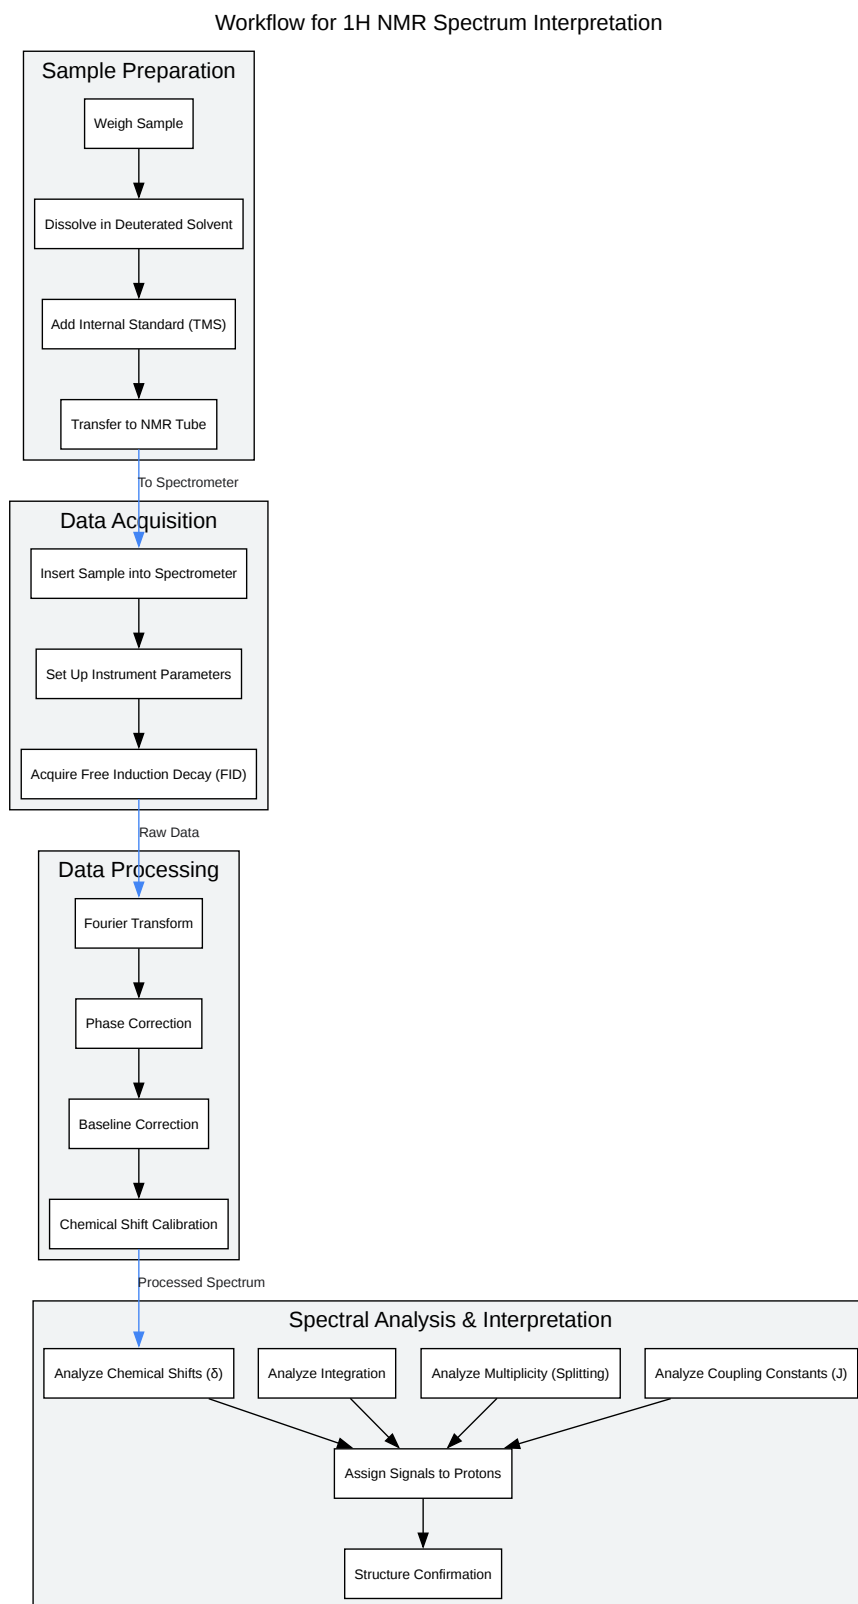 Workflow for 1H NMR Spectrum Interpretation
Sample Preparation
Weigh Sample
Dissolve in Deuterated Solvent
Add Internal Standard (TMS)
Transfer to NMR Tube
To Spectrometer
Data Acquisition
Insert Sample into Spectrometer
Set Up Instrument Parameters
Acquire Free Induction Decay (FID)
Raw Data
Data Processing
Fourier Transform
Phase Correction
Baseline Correction
Chemical Shift Calibration
Processed Spectrum
Spectral Analysis & Interpretation
Analyze Chemical Shifts (δ)
Analyze Integration
Analyze Multiplicity (Splitting)
Analyze Coupling Constants (J)
Assign Signals to Protons
Structure Confirmation